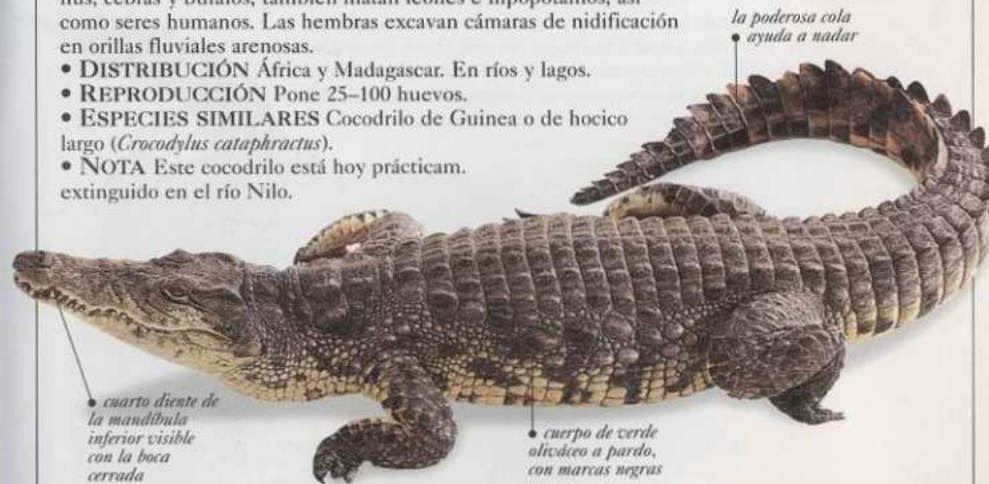 como seres humanos. Las hembras excavan cámaras de nidificación
en orillas fluviales arenosas.
• DISTRIBUCIÓN África y Madagascar. En ríos y lagos.
• REPRODUCCIÓN Pone 25–100 huevos.
• ESPECIES SIMILARES Cocodrilo de Guinea o de hocico
largo (Crocodylus cataphractus).
• NOTA Este cocodrilo está hoy prácticam.
extinguido en el río Nilo.
la poderosa cola
• ayuda a nadar
• cuarto diente de
la mandíbula
inferior visible
con la boca
cerrada
• cuerpo de verde
oliváceo a pardo,
con marcas negras